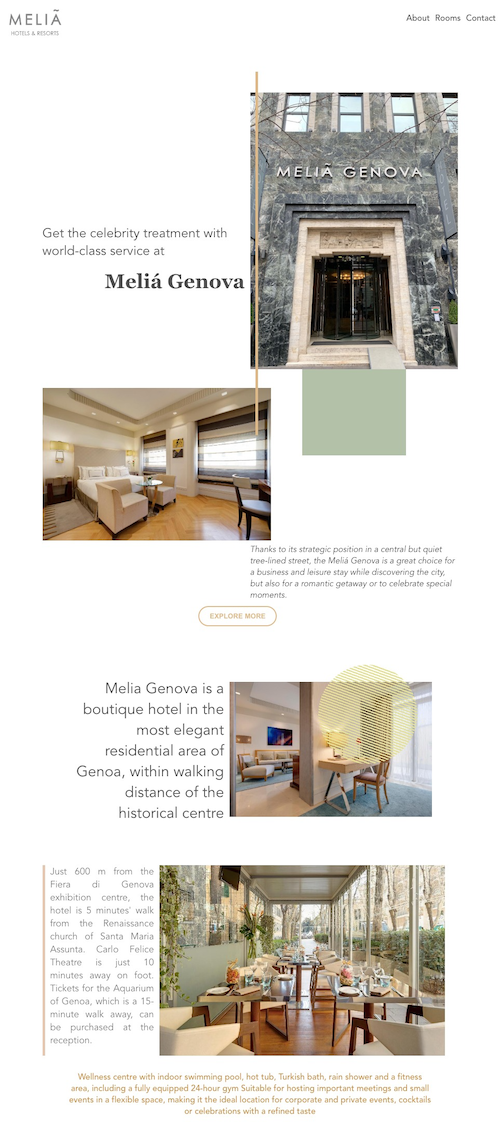 MELIÃ
HOTELS & RESORTS
About Rooms Contact
MELIÃ GENOVA
Get the celebrity treatment with
world-class service at
Meliá Genova
Thanks to its strategic position in a central but quiet
tree-lined street, the Meliá Genova is a great choice for
a business and leisure stay while discovering the city,
but also for a romantic getaway or to celebrate special
moments.
EXPLORE MORE
Melia Genova is a
boutique hotel in the
most elegant
residential area of
Genoa, within walking
distance of the
historical centre
Just 600 m from the
Fiera di Genova
exhibition centre, the
hotel is 5 minutes' walk
from the Renaissance
church of Santa Maria
Assunta. Carlo Felice
Theatre is just 10
minutes away on foot.
Tickets for the Aquarium
of Genoa, which is a 15-
minute walk away, can
be purchased at the
reception.
Wellness centre with indoor swimming pool, hot tub, Turkish bath, rain shower and a fitness
area, including a fully equipped 24-hour gym Suitable for hosting important meetings and small
events in a flexible space, making it the ideal location for corporate and private events, cocktails
or celebrations with a refined taste